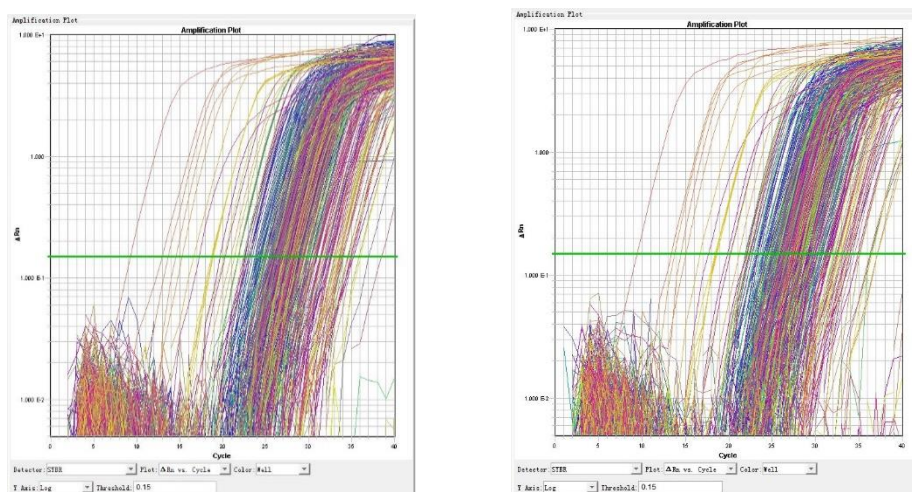 Amplification Plot
Amplification Plot
1.000 E+1
1.000
1.000 E-1
1.000 E-2
ΔRn
0 5 10 15 20 25 30 35 40
Cycle
Detector: SYBR Plot: ΔRn vs. Cycle Color: Well
Y Axis: Log Threshold: 0.15
Amplification Plot
Amplification Plot
1.000 E+1
1.000
1.000 E-1
1.000 E-2
ΔRn
0 5 10 15 20 25 30 35 40
Cycle
Detector: SYBR Plot: ΔRn vs. Cycle Color: Well
Y Axis: Log Threshold: 0.15